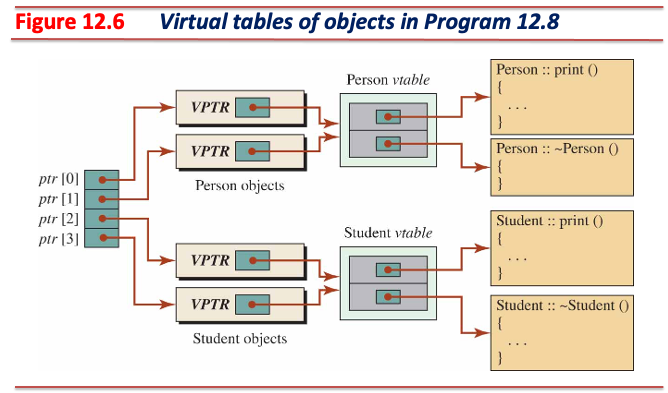 Figure 12.6 Virtual tables of objects in Program 12.8
Person vtable
Person :: print ()
{
...
}
VPTR
VPTR
Person :: ~Person ()
{
}
Person objects
ptr [0]
ptr [1]
ptr [2]
ptr [3]
Student vtable
Student :: print ()
{
...
}
VPTR
VPTR
Student :: ~Student ()
{
...
}
Student objects